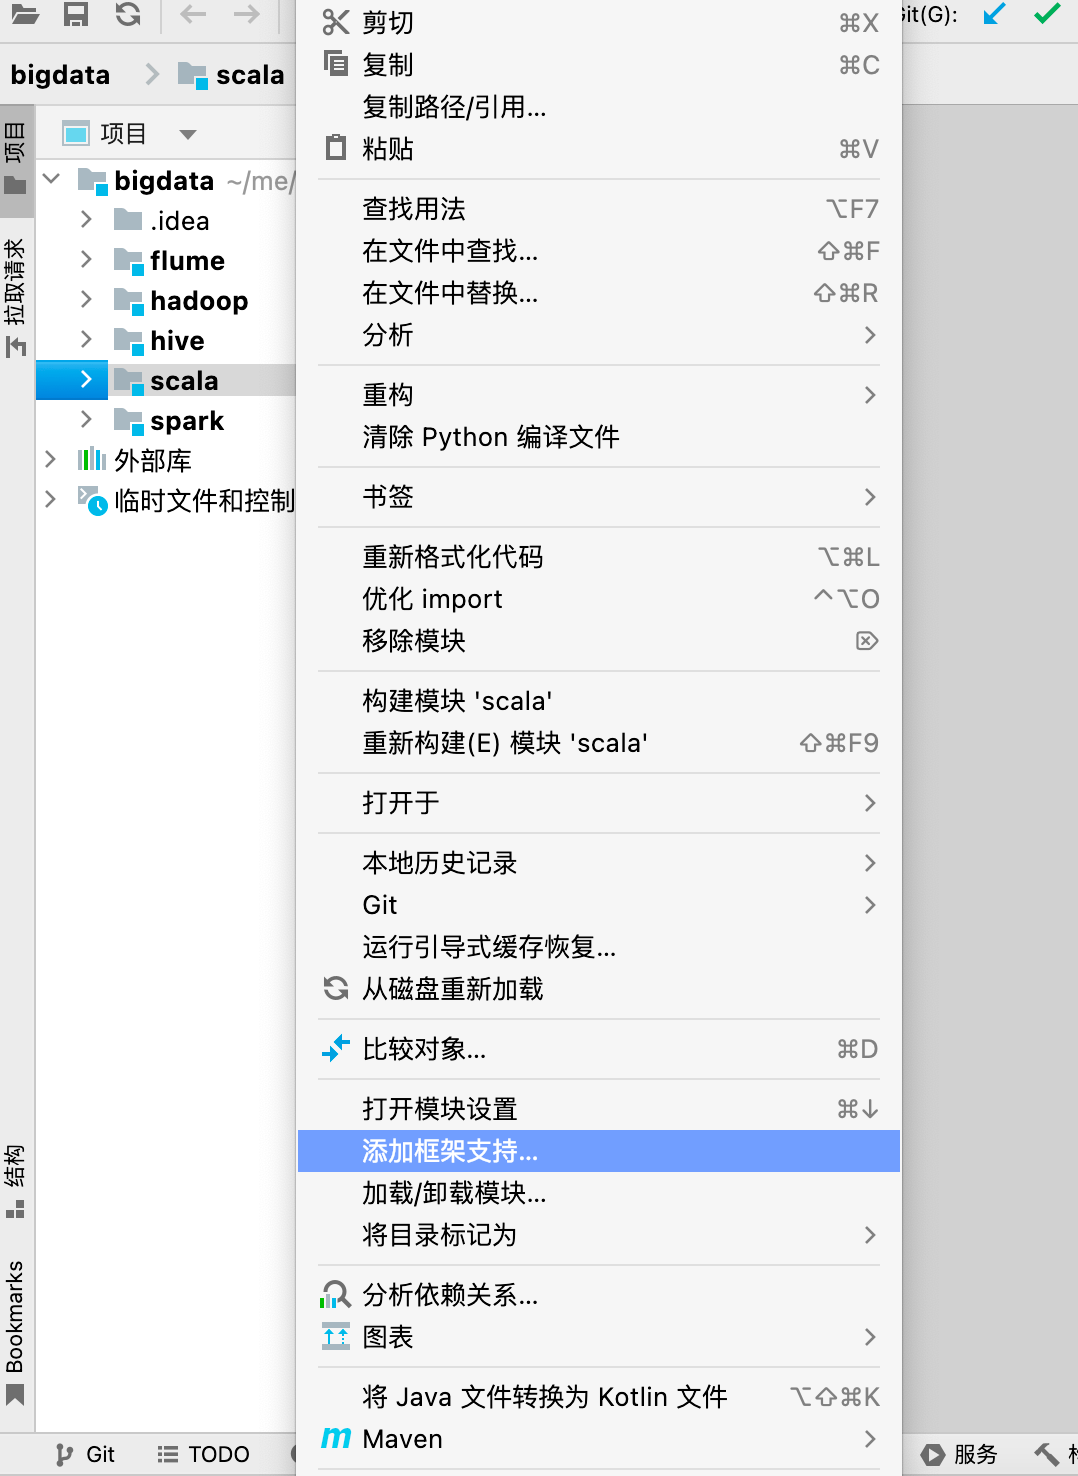 Git(G):
bigdata
scala
项目
项目
bigdata ~/me/
.idea
flume
hadoop
hive
scala
spark
外部库
临时文件和控制
拉取请求
结构
Bookmarks
剪切 ⌘X
复制 ⌘C
复制路径/引用...
粘贴 ⌘V
查找用法 ⌥F7
在文件中查找... ⇧⌘F
在文件中替换... ⇧⌘R
分析
重构
清除 Python 编译文件
书签
重新格式化代码 ⌥⌘L
优化 import ^⌥O
移除模块 ⌦
构建模块 'scala'
重新构建(E) 模块 'scala' ⇧⌘F9
打开于
本地历史记录
Git
运行引导式缓存恢复...
从磁盘重新加载
比较对象... ⌘D
打开模块设置 ⌘↓
添加框架支持...
加载/卸载模块...
将目录标记为
分析依赖关系...
图表
将 Java 文件转换为 Kotlin 文件 ⌥⇧⌘K
Maven
Git
TODO
服务